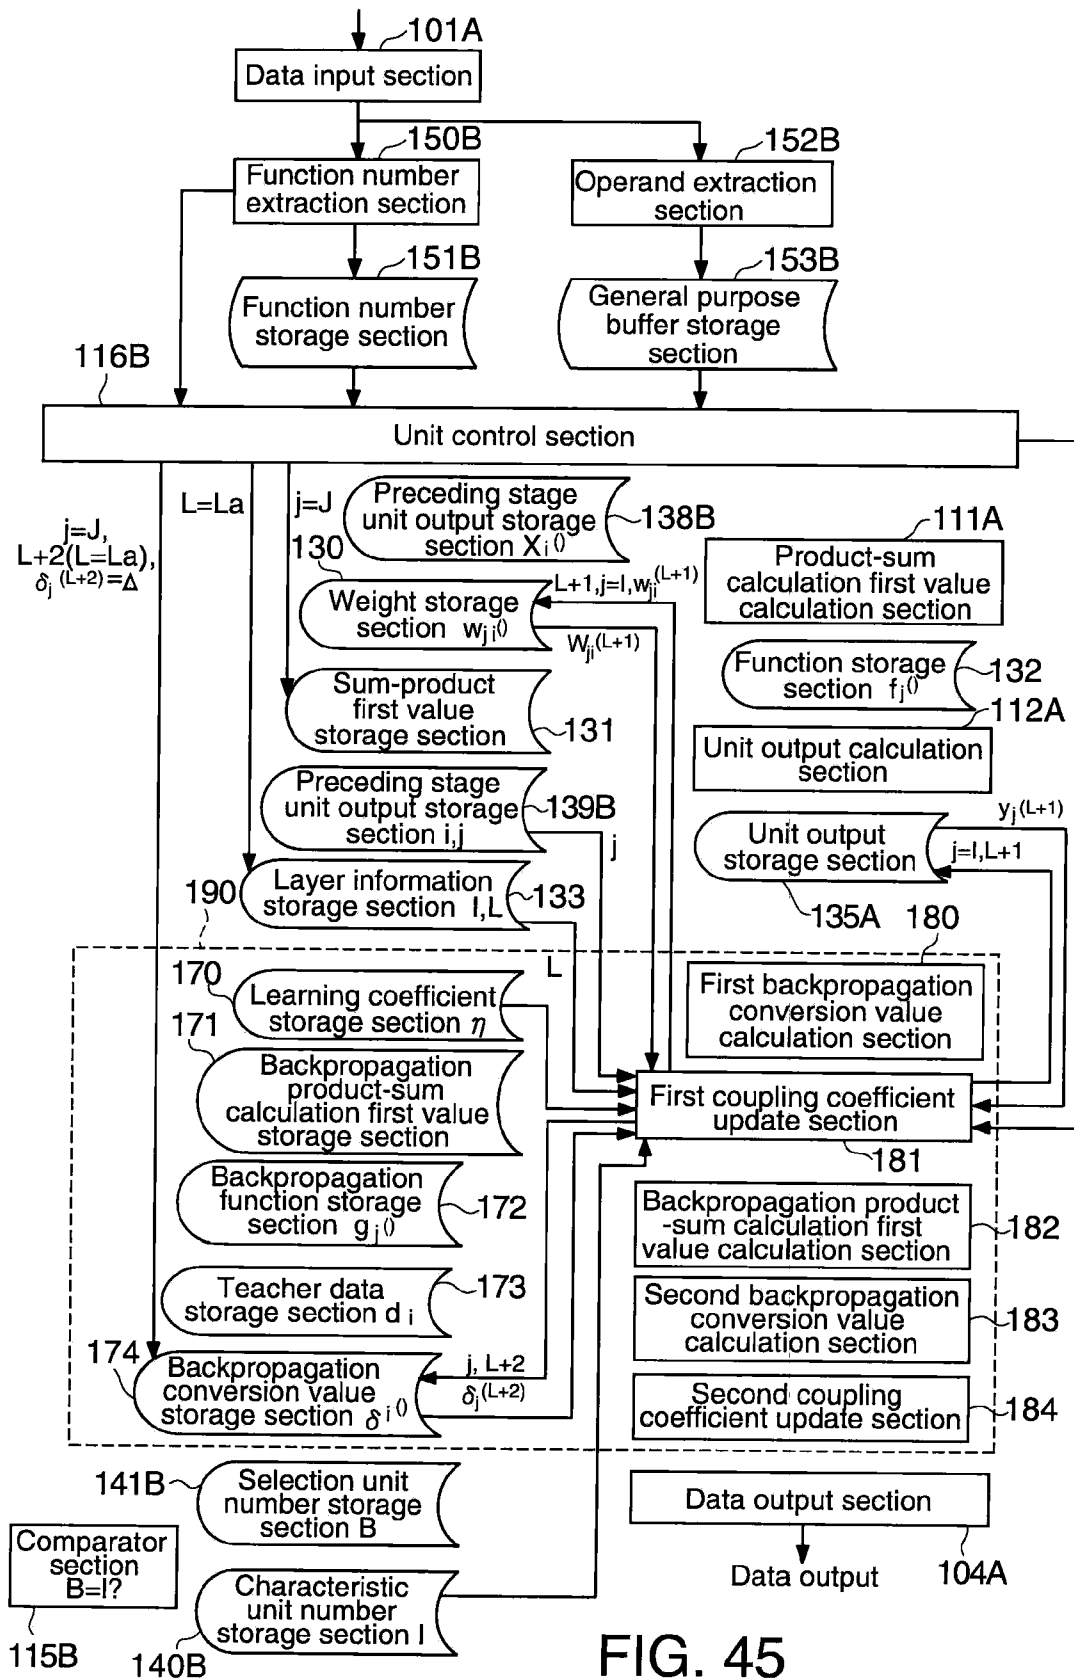 101A
Data input section
150B
Function number
extraction section
152B
Operand extraction
section
151B
Function number
storage section
153B
General purpose
buffer storage
section
116B
Unit control section
j=J,
L+2(L=La),
δj(L+2)=Δ
L=La
j=J
Preceding stage
unit output storage
section Xi()
138B
130
Weight storage
section wji()
L+1,j=I,wji(L+1)
Wji(L+1)
111A
Product-sum
calculation first value
calculation section
Function storage
section fj()
132
Sum-product
first value
storage section
131
112A
Unit output calculation
section
Preceding stage
unit output storage
section i,j
139B
j
Unit output
storage section
135A
yj(L+1)
j=I,L+1
190
Layer information
storage section I,L
133
L
180
First backpropagation
conversion value
calculation section
170
Learning coefficient
storage section η
171
Backpropagation
product-sum
calculation first value
storage section
First coupling coefficient
update section
181
Backpropagation
function storage
section gj()
172
Backpropagation product
-sum calculation first
value calculation section
182
Teacher data
storage section di
173
Second backpropagation
conversion value
calculation section
183
174
Backpropagation
conversion value
storage section δi()
j, L+2
δj(L+2)
Second coupling
coefficient update section
184
141B
Selection unit
number storage
section B
Data output section
104A
Data output
Comparator
section
B=I?
115B
Characteristic
unit number
storage section I
140B
FIG. 45